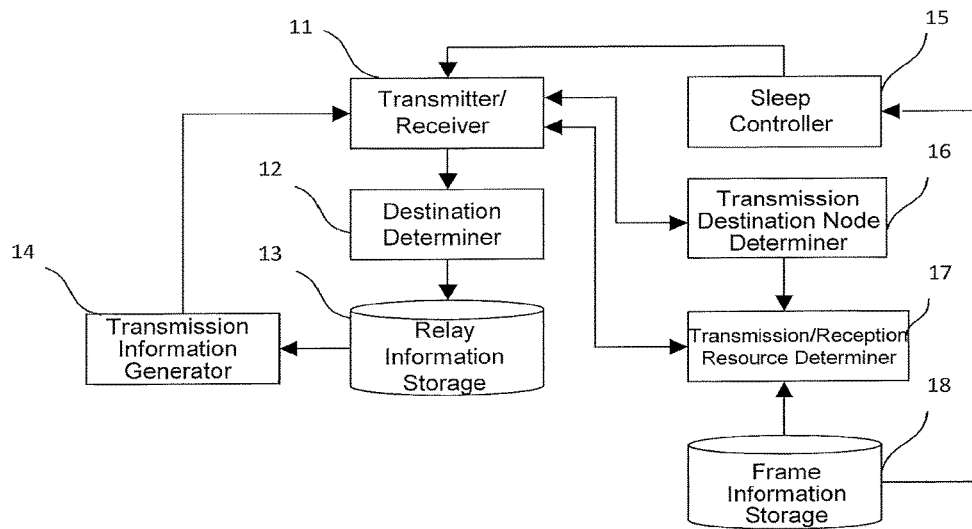 11
Transmitter/
Receiver
15
Sleep
Controller
12
Destination
Determiner
16
Transmission
Destination Node
Determiner
14
Transmission
Information
Generator
13
Relay
Information
Storage
17
Transmission/Reception
Resource Determiner
18
Frame
Information
Storage